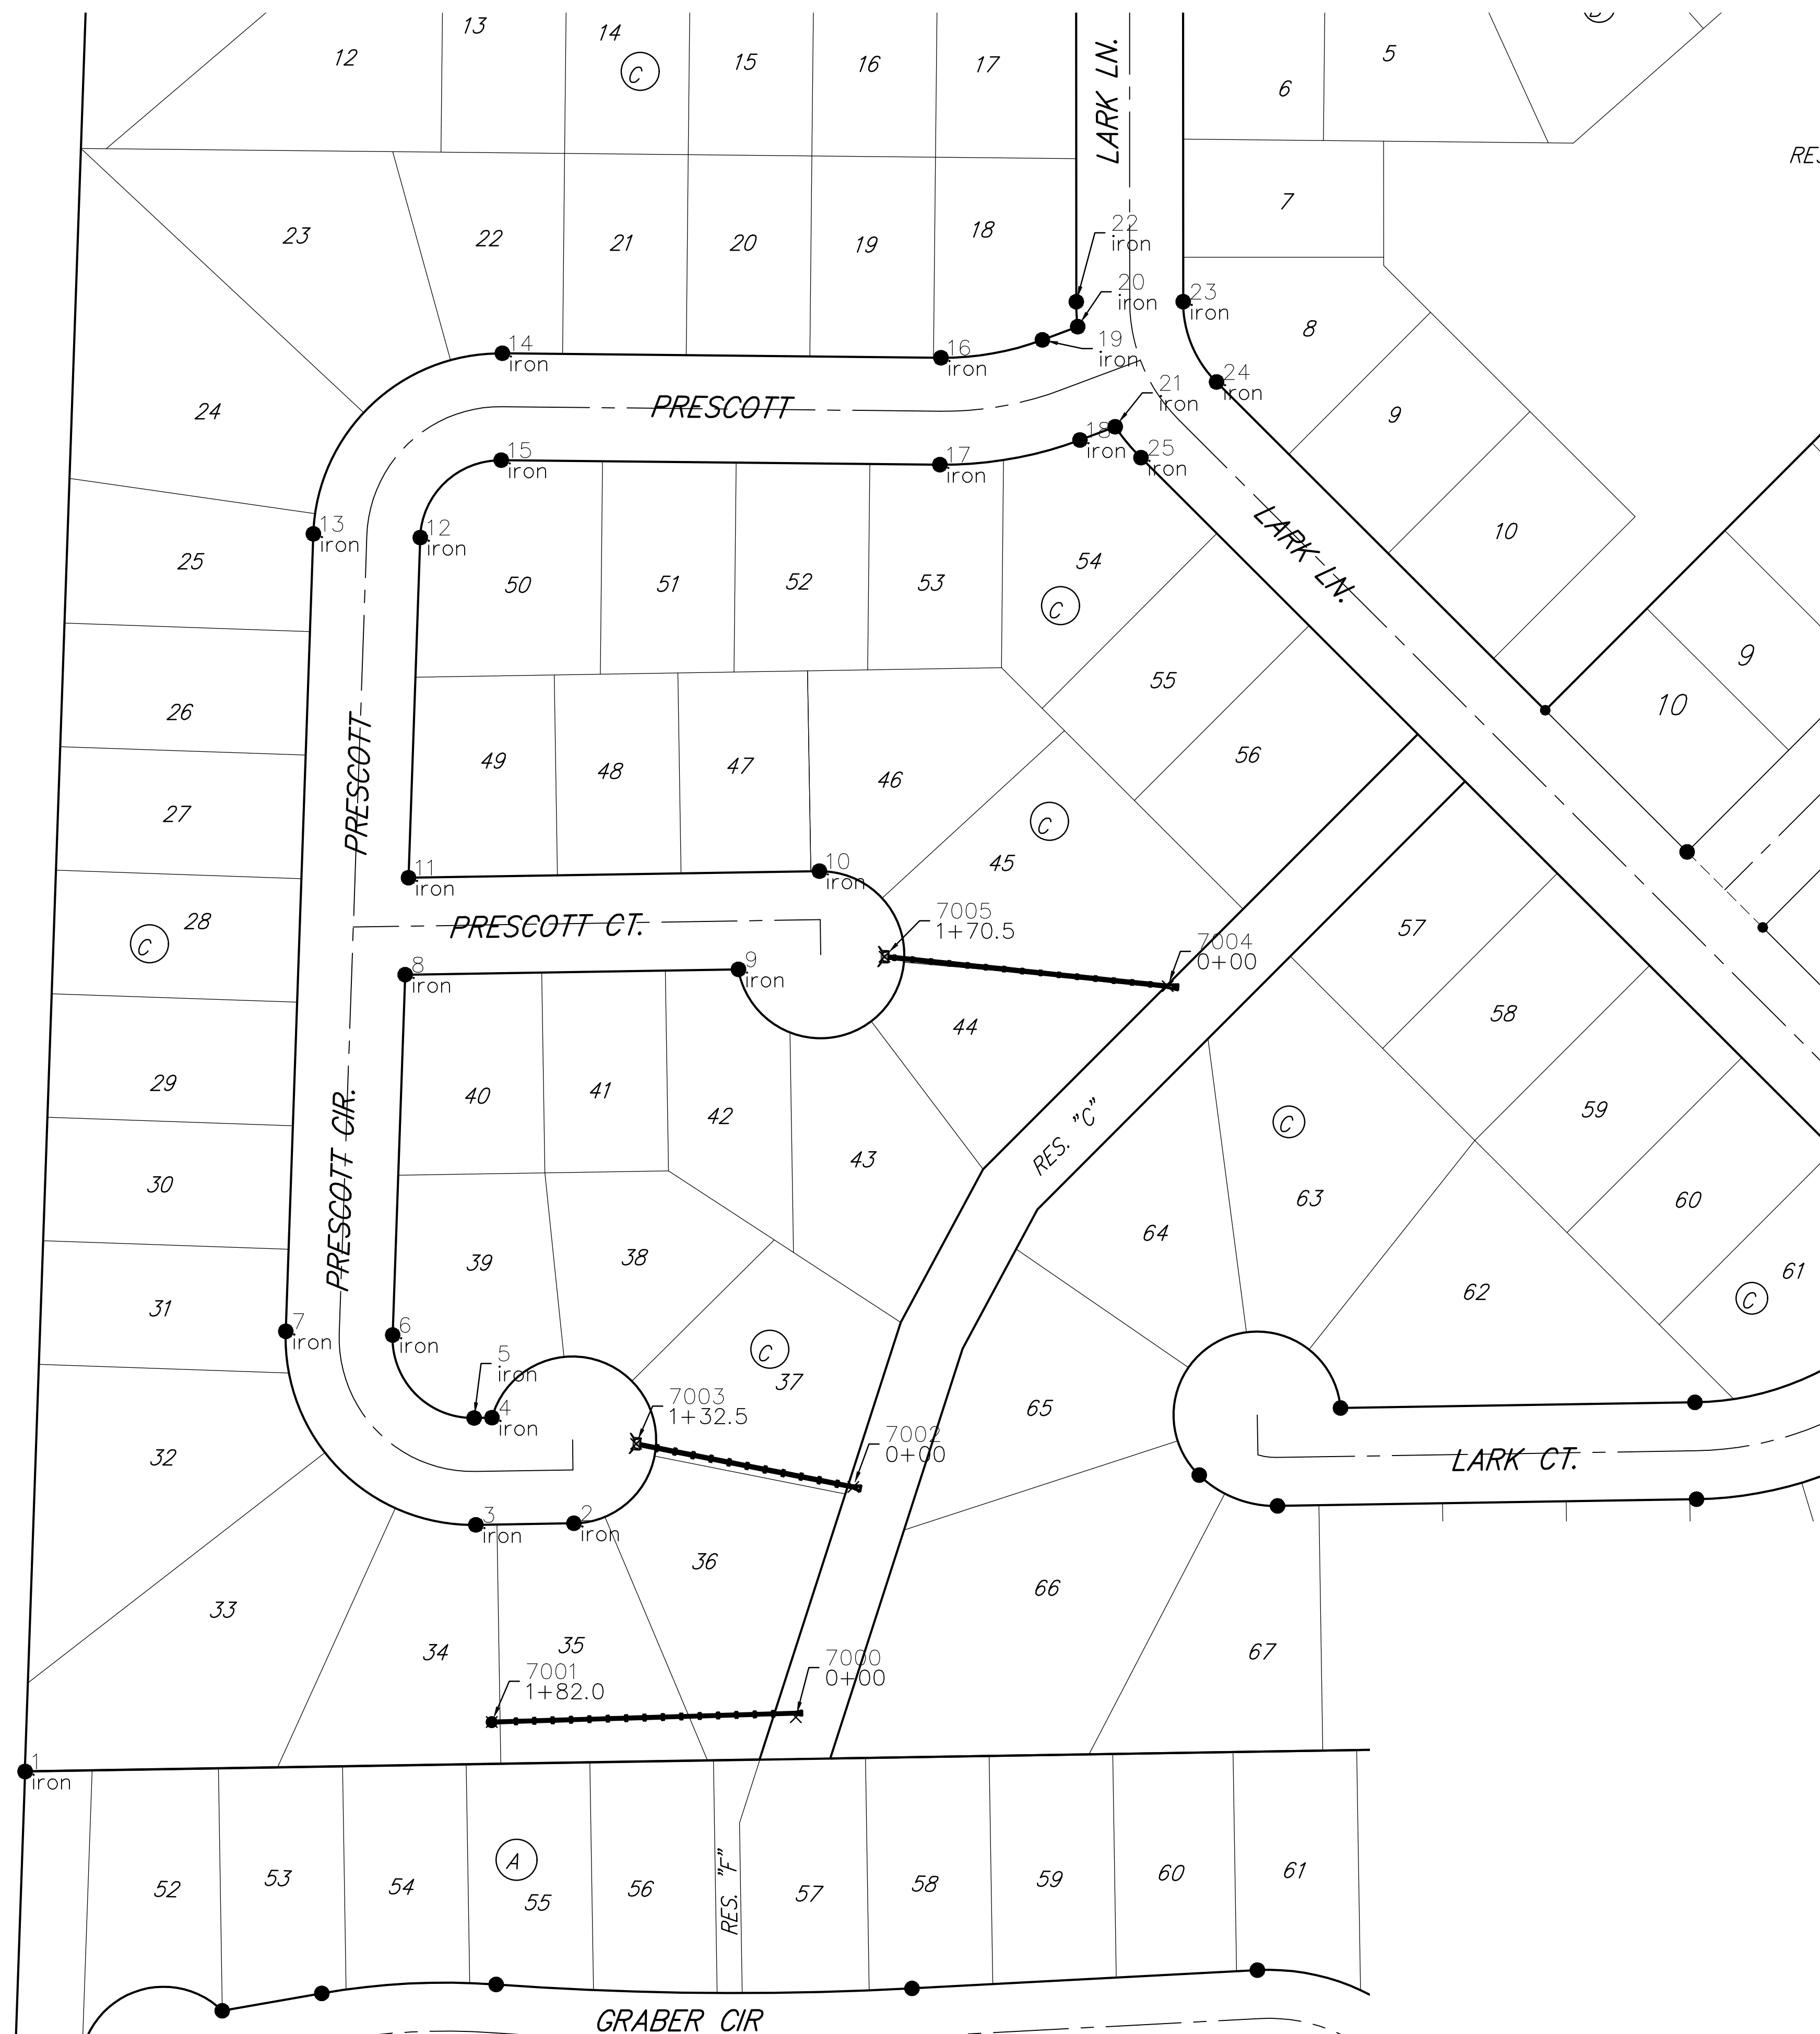 13
14
12
C
15
16
17
LARK LN.
6
5
RES
7
23
22
21
20
19
18
22
iron
20
iron
23
iron
8
19
iron
14
iron
16
iron
24
iron
21
iron
24
PRESCOTT
9
18
iron
15
iron
17
iron
25
iron
13
iron
12
iron
LARK LN.
10
25
50
51
52
53
54
C
55
9
26
10
PRESCOTT
49
48
47
46
56
27
C
45
11
iron
10
iron
28
C
PRESCOTT CT.
7005
1+70.5
57
7004
0+00
8
iron
9
iron
44
58
29
40
41
42
RES. "C"
C
59
PRESCOTT CIR.
43
30
63
60
64
39
38
61
31
62
C
7
iron
6
iron
5
iron
C
37
4
iron
7003
1+32.5
65
7002
0+00
32
LARK CT.
3
iron
2
iron
36
66
33
34
35
67
7001
1+82.0
7000
0+00
1
iron
A
52
53
54
55
56
RES. "F"
57
58
59
60
61
GRABER CIR